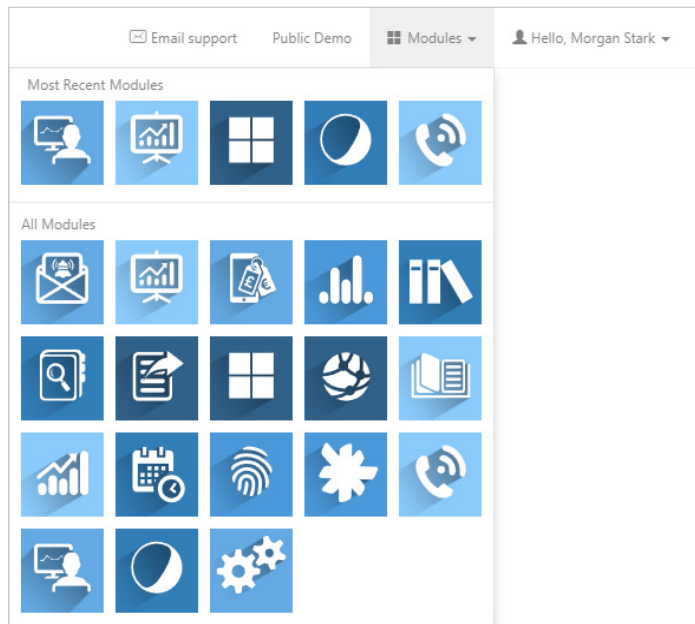 Email support Public Demo Modules Hello, Morgan Stark
Most Recent Modules
All Modules
£
€